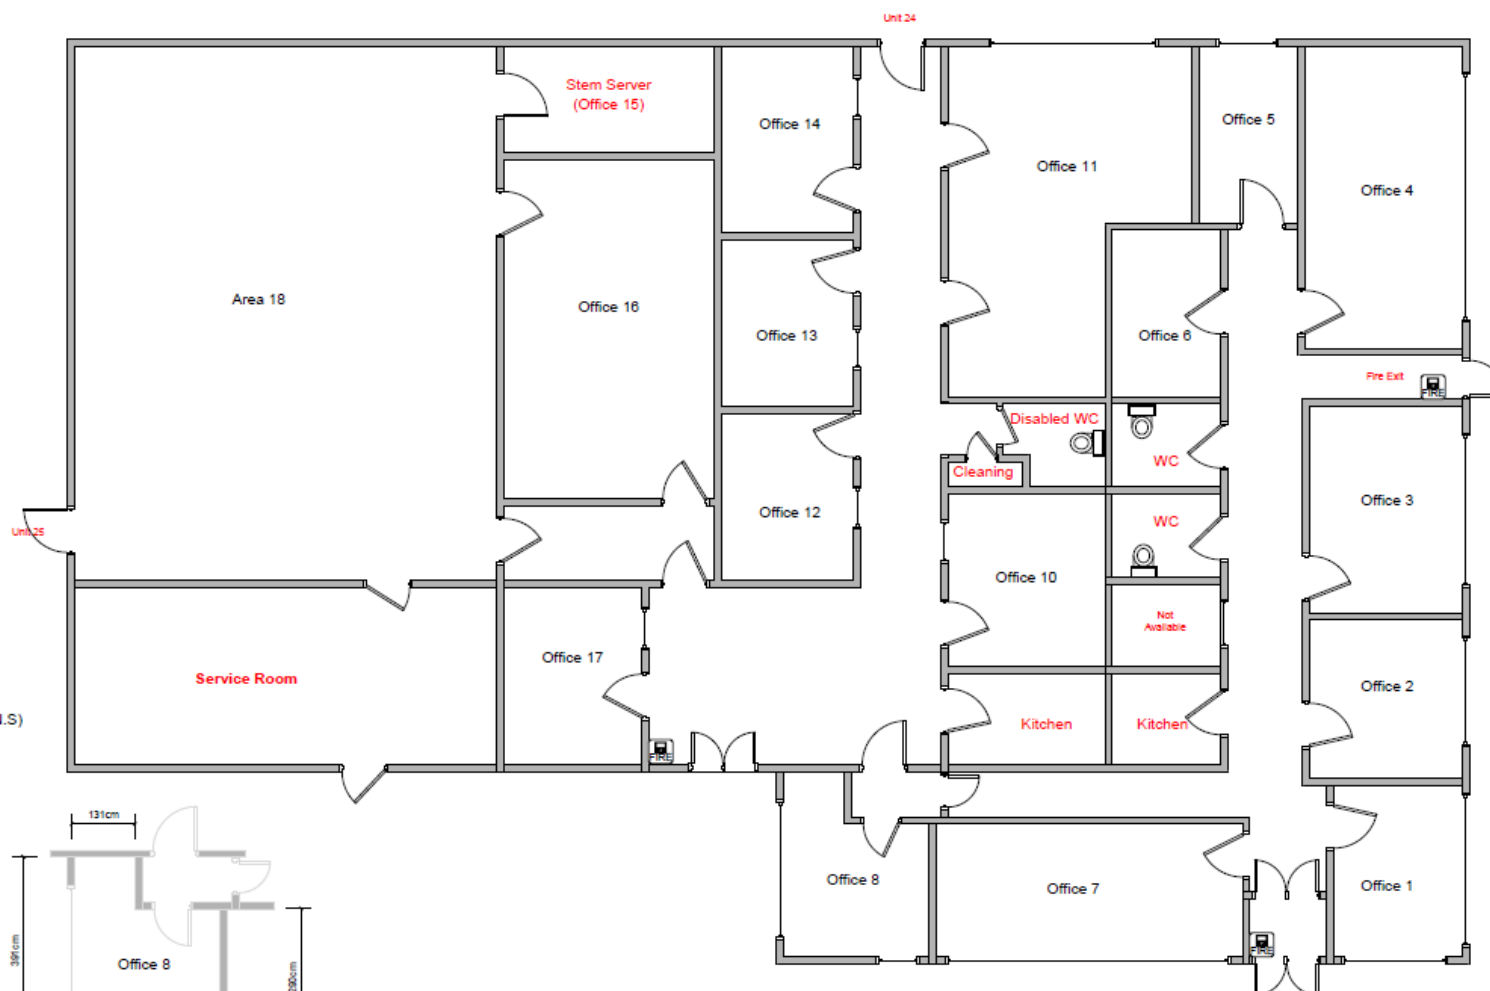 Unit 24
Stem Server
(Office 15)
Office 14
Office 5
Office 11
Office 4
Area 18
Office 16
Office 13
Office 6
Fire Exit
FIRE
Disabled WC
WC
Cleaning
Office 3
Office 12
WC
Unit 25
Office 10
Not
Available
Office 17
Service Room
Office 2
.S)
Kitchen
Kitchen
FIRE
131cm
Office 8
Office 7
Office 1
FIRE
391cm
Office 8
290cm